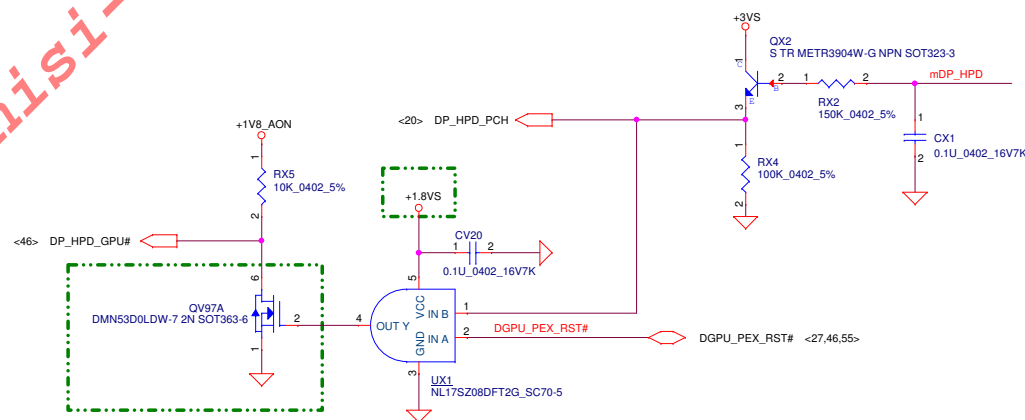 nisi-
+3VS
QX2
S TR METR3904W-G NPN SOT323-3
1
C
2
B
E
3
1
2
mDP_HPD
RX2
150K_0402_5%
1
CX1
0.1U_0402_16V7K
2
<20> DP_HPD_PCH
1
RX4
100K_0402_5%
2
+1V8_AON
1
RX5
10K_0402_5%
2
+1.8VS
<46> DP_HPD_GPU#
CV20
1
2
0.1U_0402_16V7K
6
QV97A
DMN53D0LDW-7 2N SOT363-6
2
1
5
4
OUT Y
VCC
GND
IN B
IN A
1
2
DGPU_PEX_RST#
DGPU_PEX_RST# <27,46,55>
3
UX1
NL17SZ08DFT2G_SC70-5